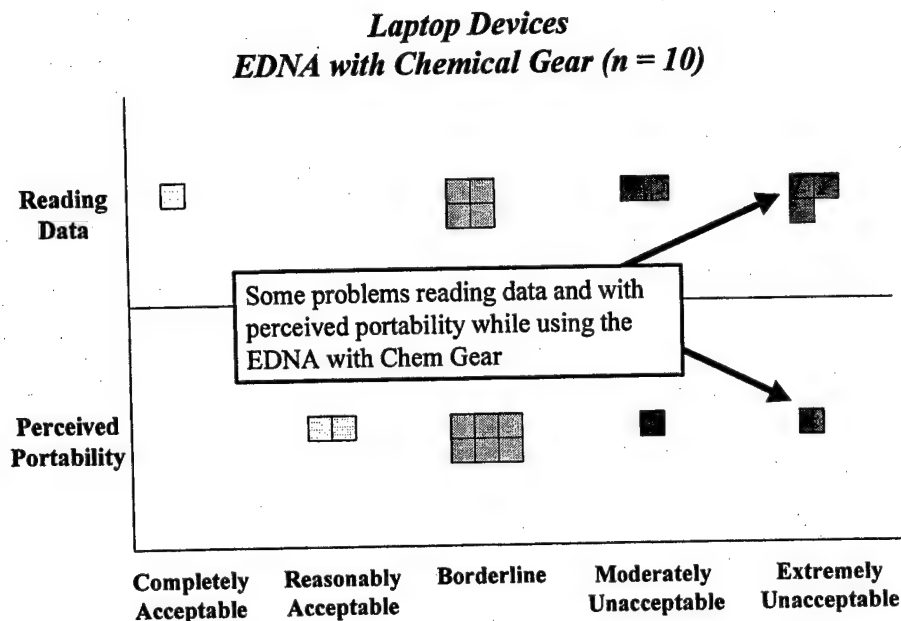 Laptop Devices
EDNA with Chemical Gear (n = 10)
Reading
Data
Some problems reading data and with
perceived portability while using the
EDNA with Chem Gear
Perceived
Portability
Completely
Acceptable
Reasonably
Acceptable
Borderline
Moderately
Unacceptable
Extremely
Unacceptable